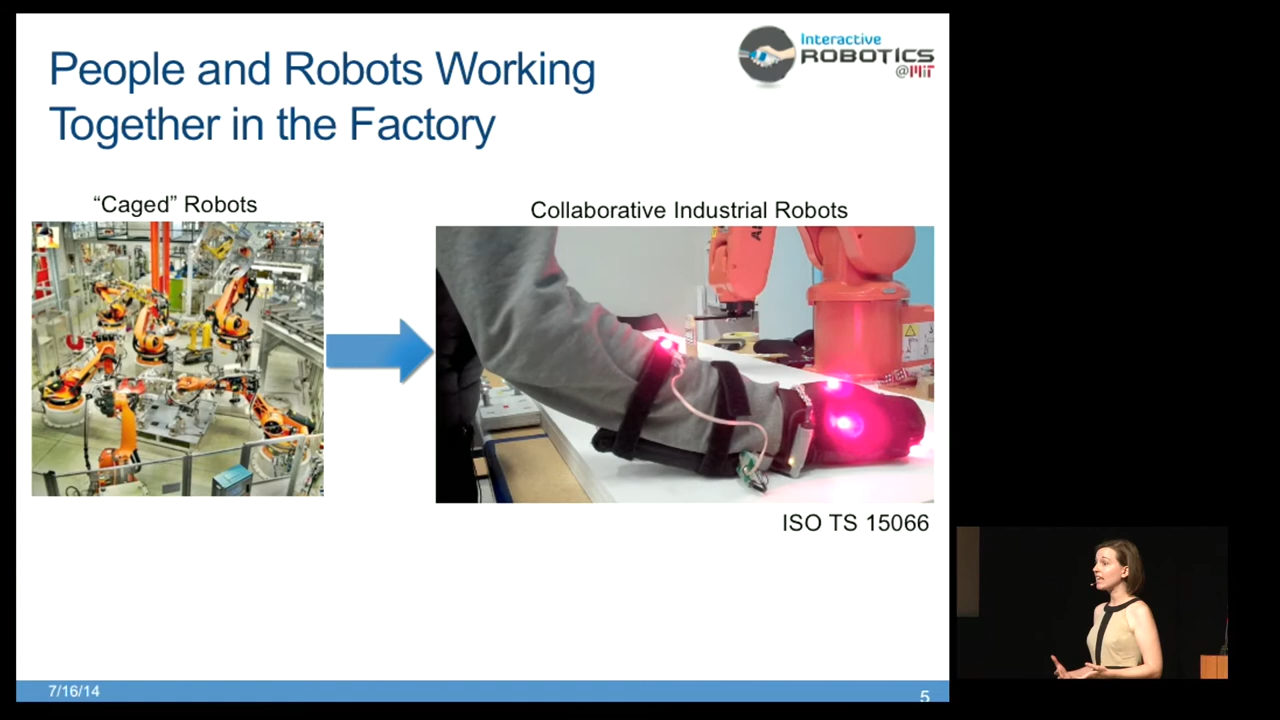 People and Robots Working
Together in the Factory
Interactive
ROBOTICS
@MIT
“Caged” Robots
Collaborative Industrial Robots
ISO TS 15066
7/16/14
5